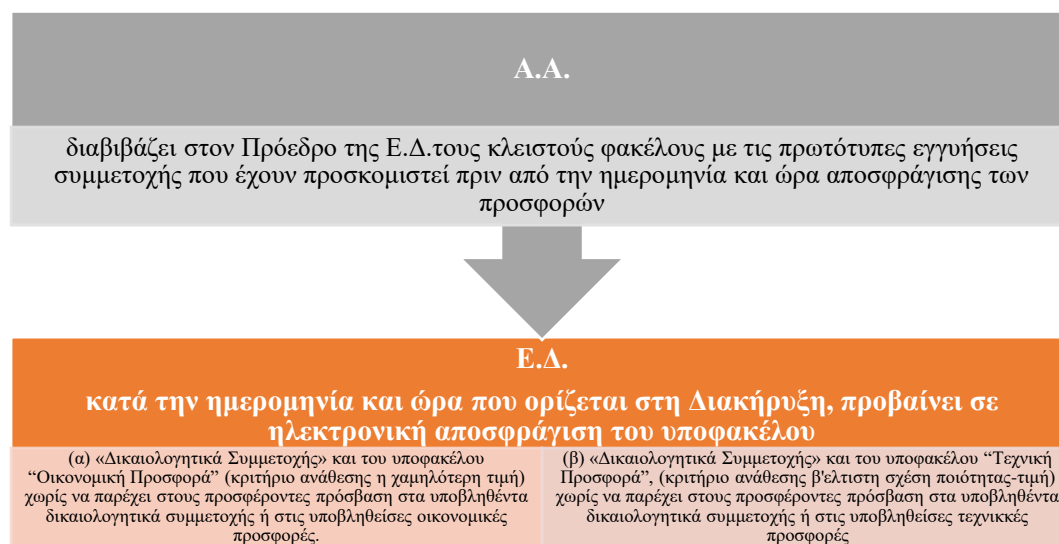 Α.Α.
διαβιβάζει στον Πρόεδρο της Ε.Δ.τους κλειστούς φακέλους με τις πρωτότυπες εγγυήσεις
συμμετοχής που έχουν προσκομιστεί πριν από την ημερομηνία και ώρα αποσφράγισης των
προσφορών
Ε.Δ.
κατά την ημερομηνία και ώρα που ορίζεται στη Διακήρυξη, προβαίνει σε
ηλεκτρονική αποσφράγιση του υποφακέλου
(α) «Δικαιολογητικά Συμμετοχής» και του υποφακέλου
“Οικονομική Προσφορά” (κριτήριο ανάθεσης η χαμηλότερη τιμή)
χωρίς να παρέχει στους προσφέροντες πρόσβαση στα υποβληθέντα
δικαιολογητικά συμμετοχής ή στις υποβληθείσες οικονομικές
προσφορές.
(β) «Δικαιολογητικά Συμμετοχής» και του υποφακέλου “Τεχνική
Προσφορά”, (κριτήριο ανάθεσης β'ελτιστη σχέση ποιότητας-τιμή)
χωρίς να παρέχει στους προσφέροντες πρόσβαση στα υποβληθέντα
δικαιολογητικά συμμετοχής ή στις υποβληθείσες τεχνικκές
προσφορές